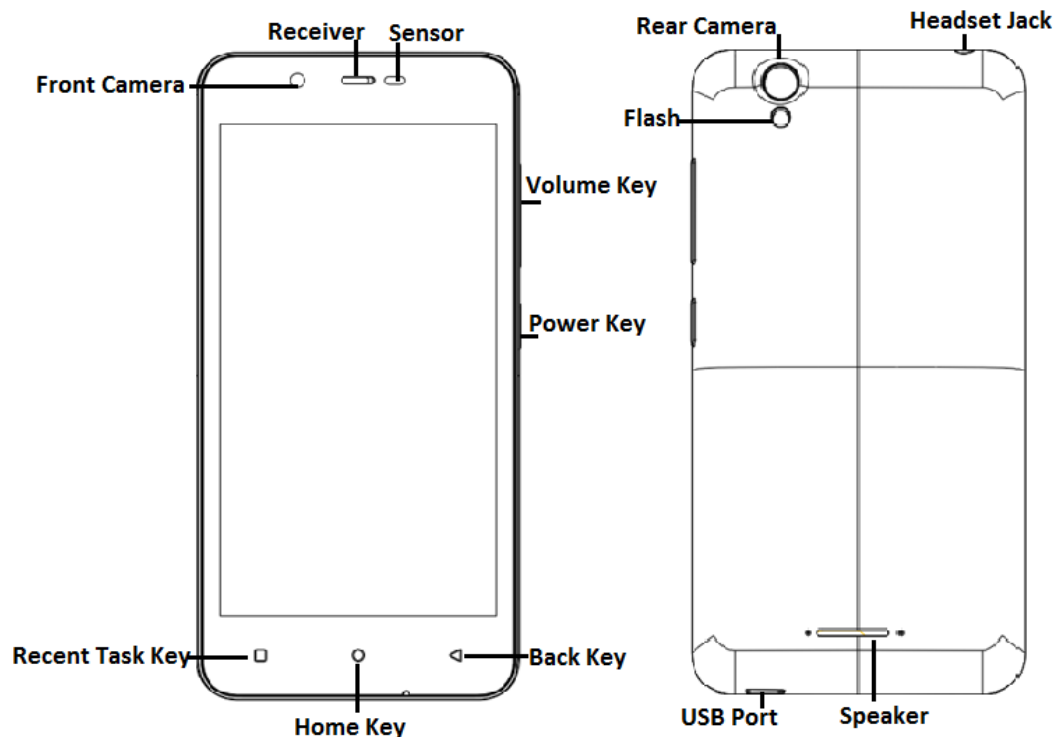 Receiver
Sensor
Front Camera
Volume Key
Power Key
Recent Task Key
Back Key
Home Key
Rear Camera
Headset Jack
Flash
USB Port
Speaker